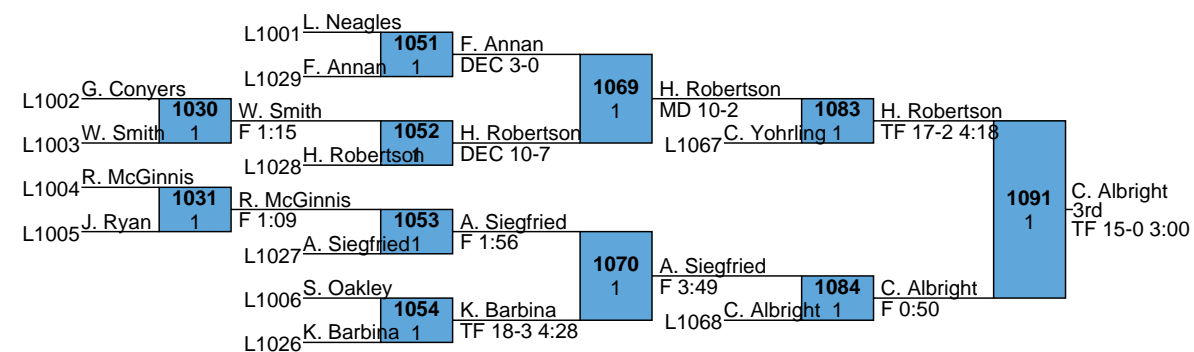 L. Neagles
L1001
1051
F. Annan
1
DEC 3-0
F. Annan
L1029
1069
1
G. Conyers
L1002
H. Robertson
MD 10-2
1030
1083
W. Smith
F 1:15
H. Robertson
TF 17-2 4:18
W. Smith 1
L1003
1052
1
H. Robertson
DEC 10-7
C. Yohrling 1
L1067
H. Robertson
L1028
R. McGinnis
L1004
1031
1
R. McGinnis
F 1:09
1091
1
C. Albright
3rd
TF 15-0 3:00
J. Ryan
L1005
1053
A. Siegfried
F 1:56
A. Siegfried 1
L1027
1070
1
A. Siegfried
F 3:49
S. Oakley
L1006
1084
C. Albright
F 0:50
1054
K. Barbina
TF 18-3 4:28
C. Albright 1
L1068
K. Barbina 1
L1026